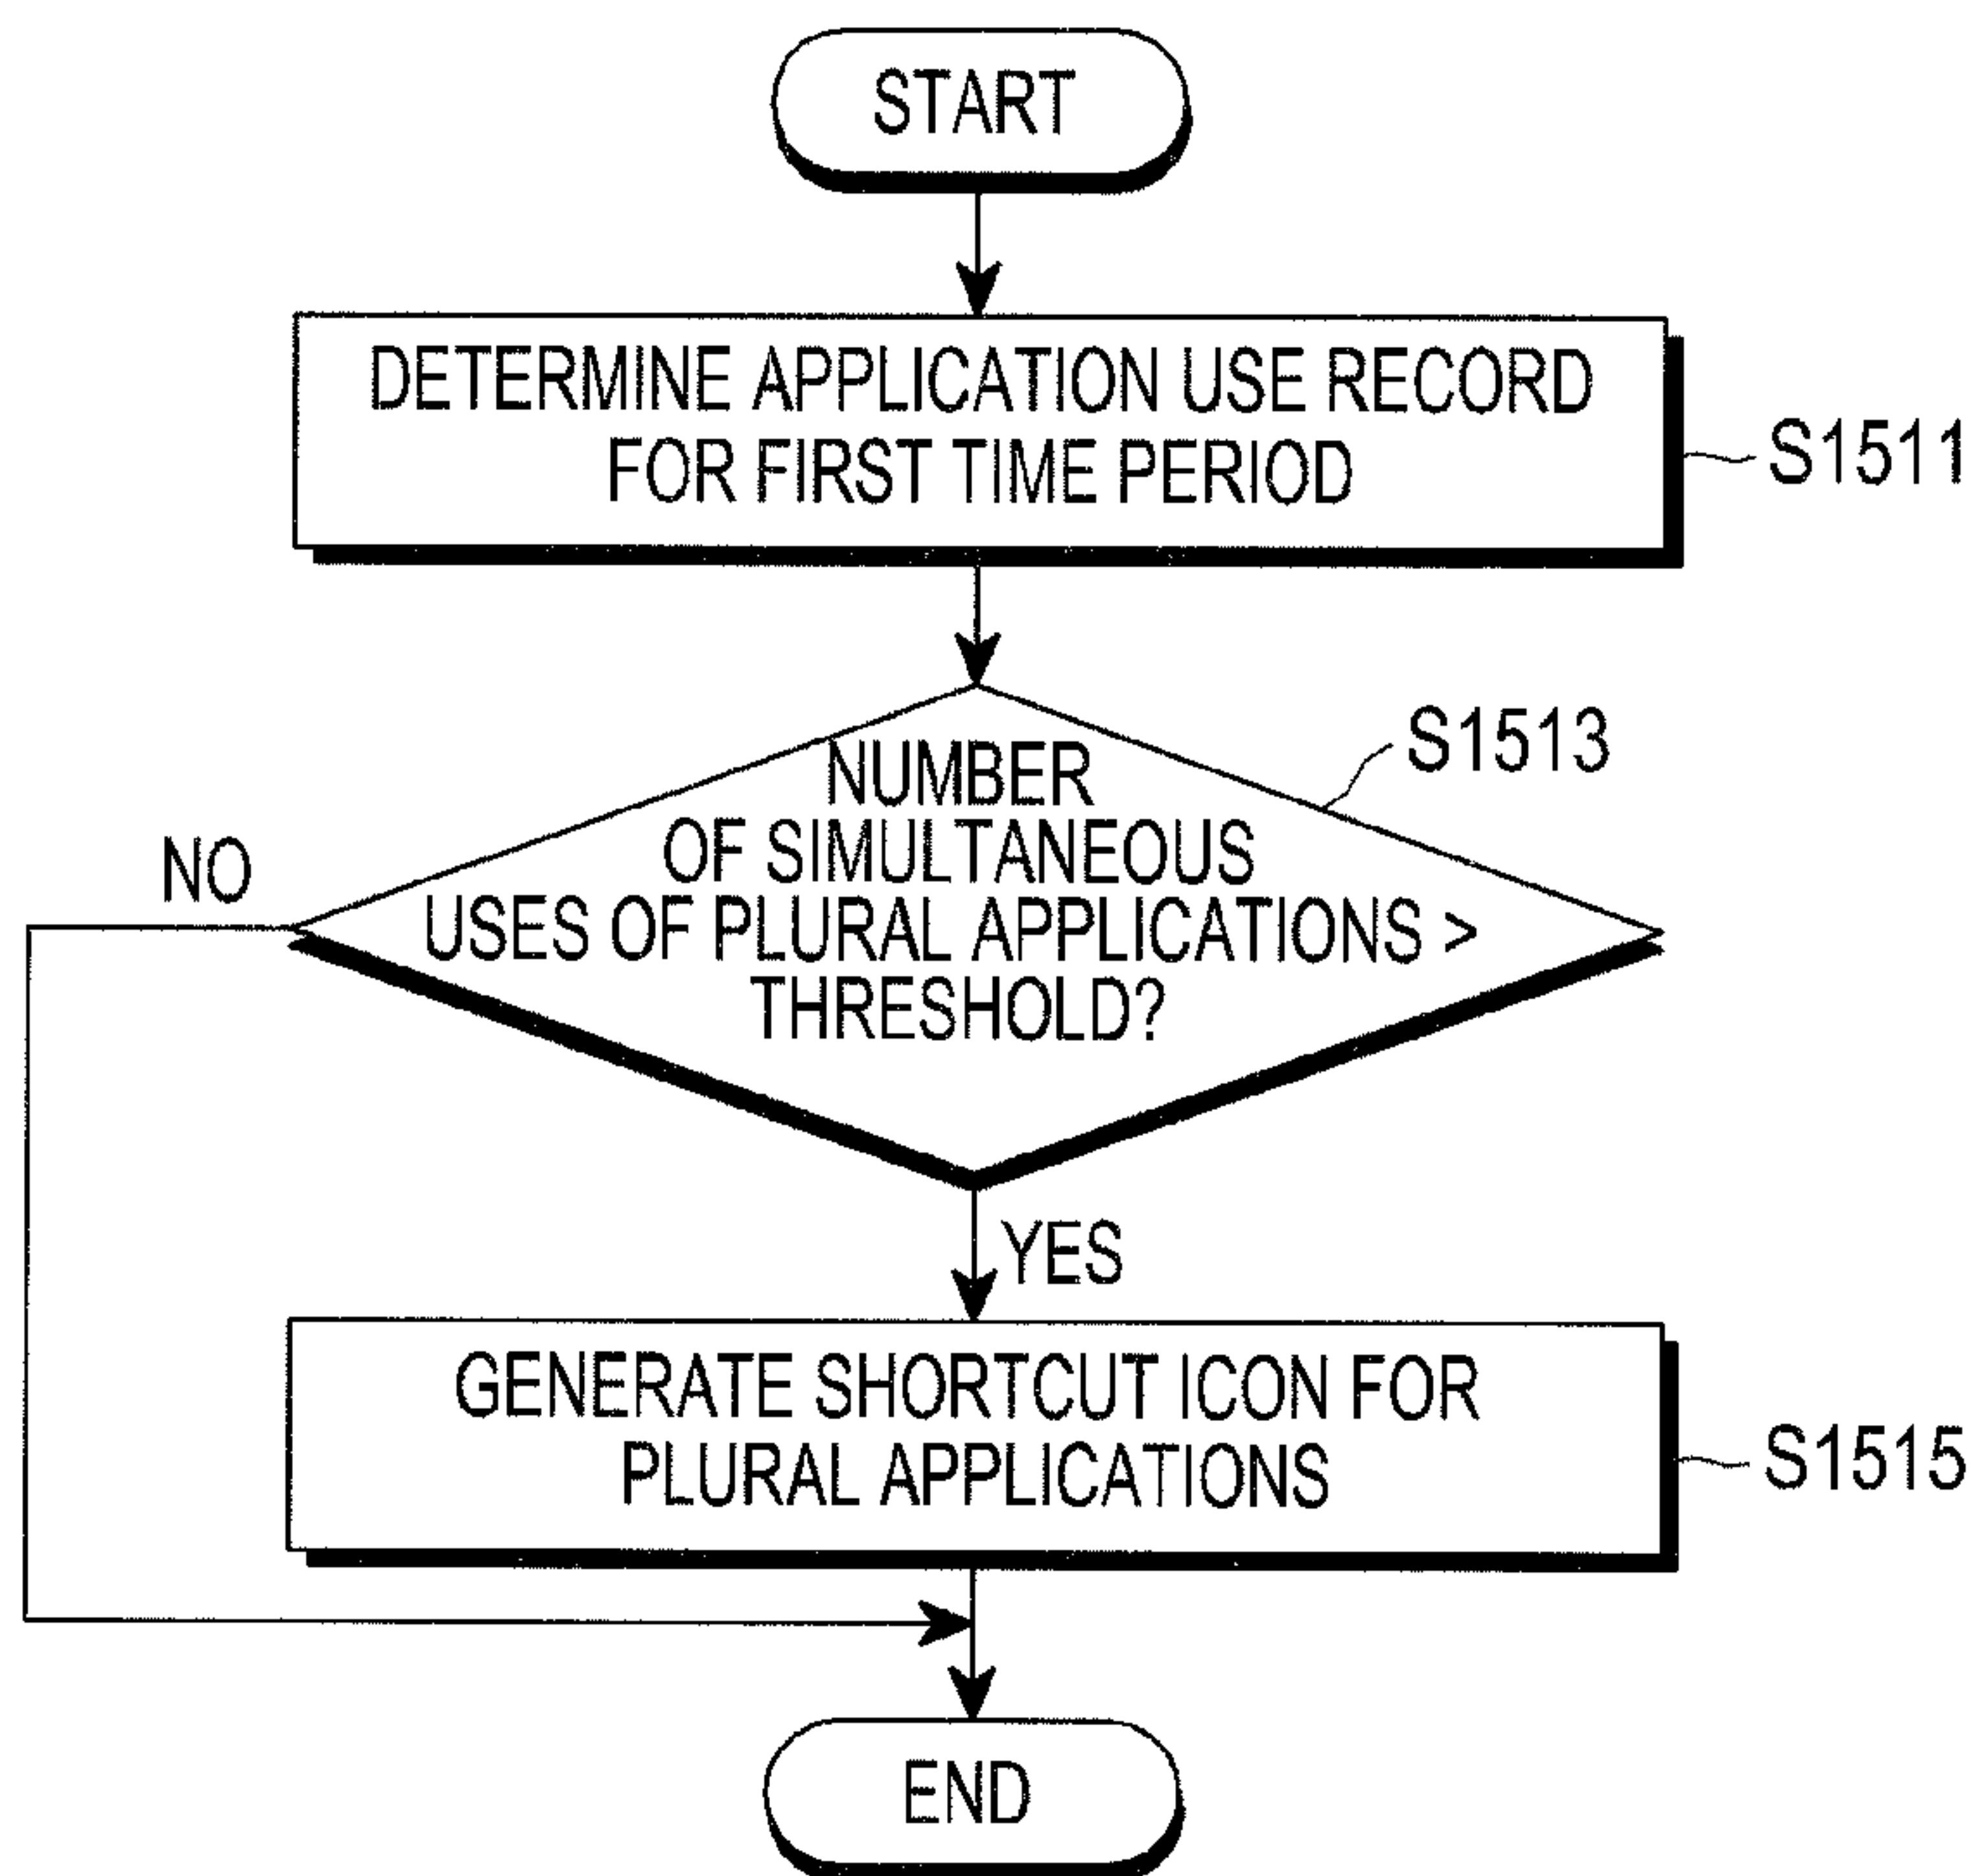 START
DETERMINE APPLICATION USE RECORD
FOR FIRST TIME PERIOD
S1511
S1513
NUMBER
OF SIMULTANEOUS
USES OF PLURAL APPLICATIONS >
THRESHOLD?
NO
YES
GENERATE SHORTCUT ICON FOR
PLURAL APPLICATIONS
S1515
END